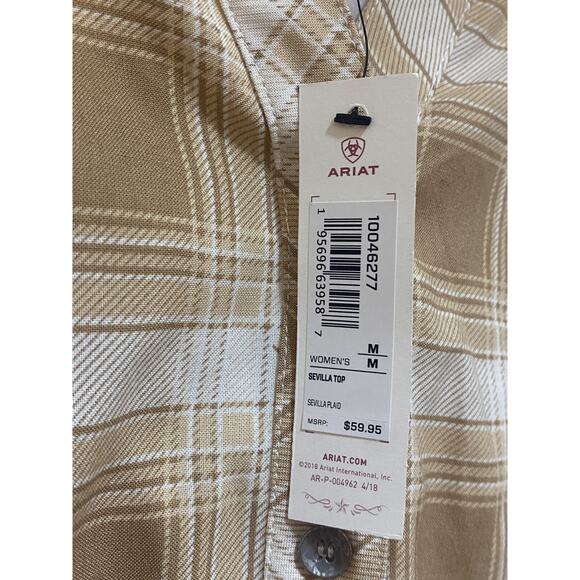 ARIAT
10046277
1 95696 63958 7
M
WOMEN'S M
SEVILLA TOP
SEVILLA PLAID
MSRP: $59.95
ARIAT.COM
©2018 Ariat International, Inc.
AR-P-004962 4/18